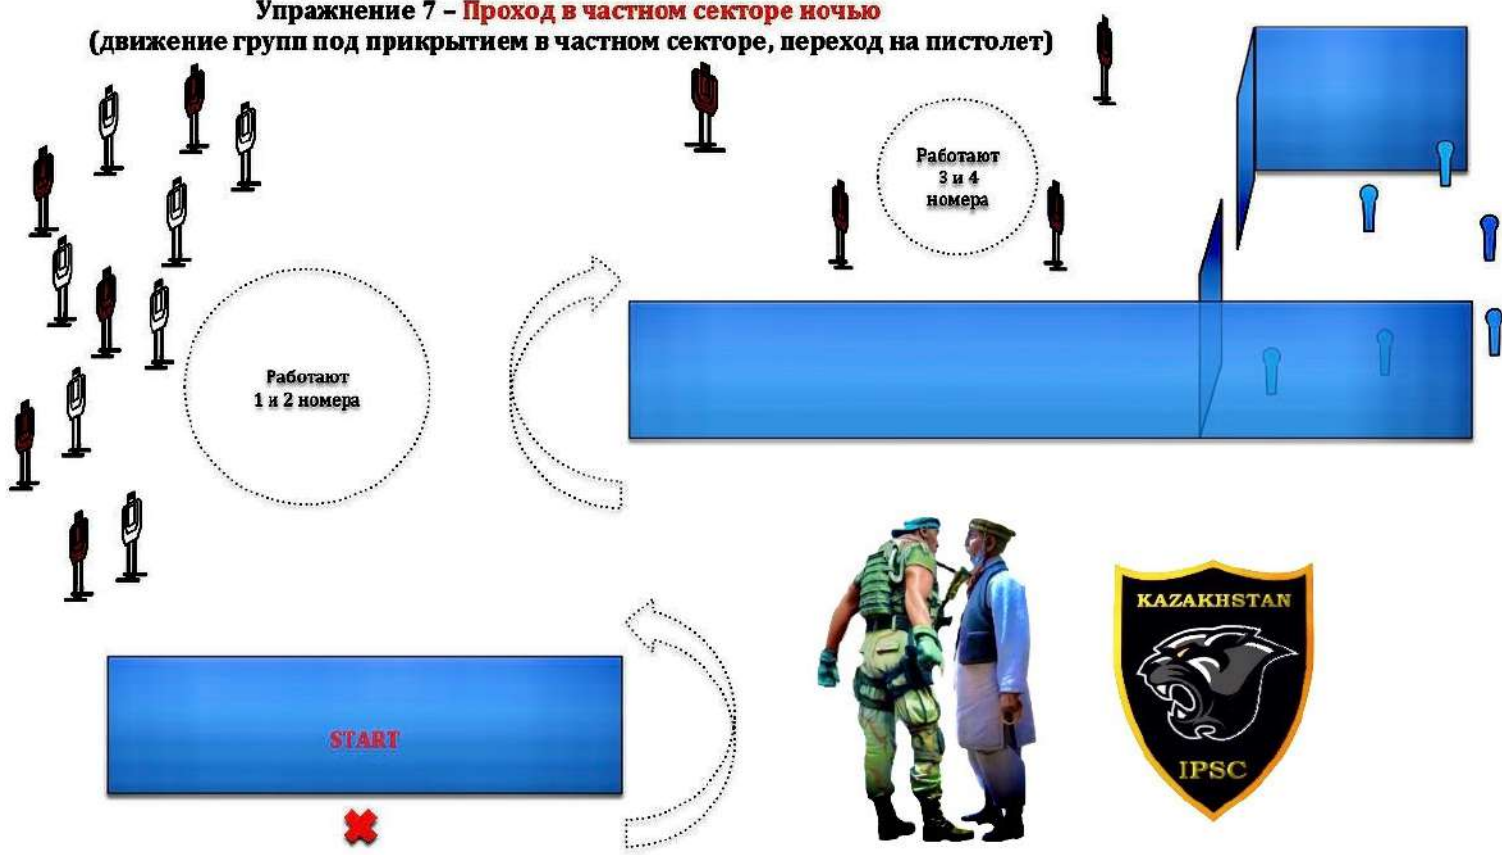 Упражнение 7 – Проход в частном секторе ночью
(движение групп под прикрытием в частном секторе, переход на пистолет)
Работают
3 и 4
номера
Работают
1 и 2 номера
START
KAZAKHSTAN
IPSC